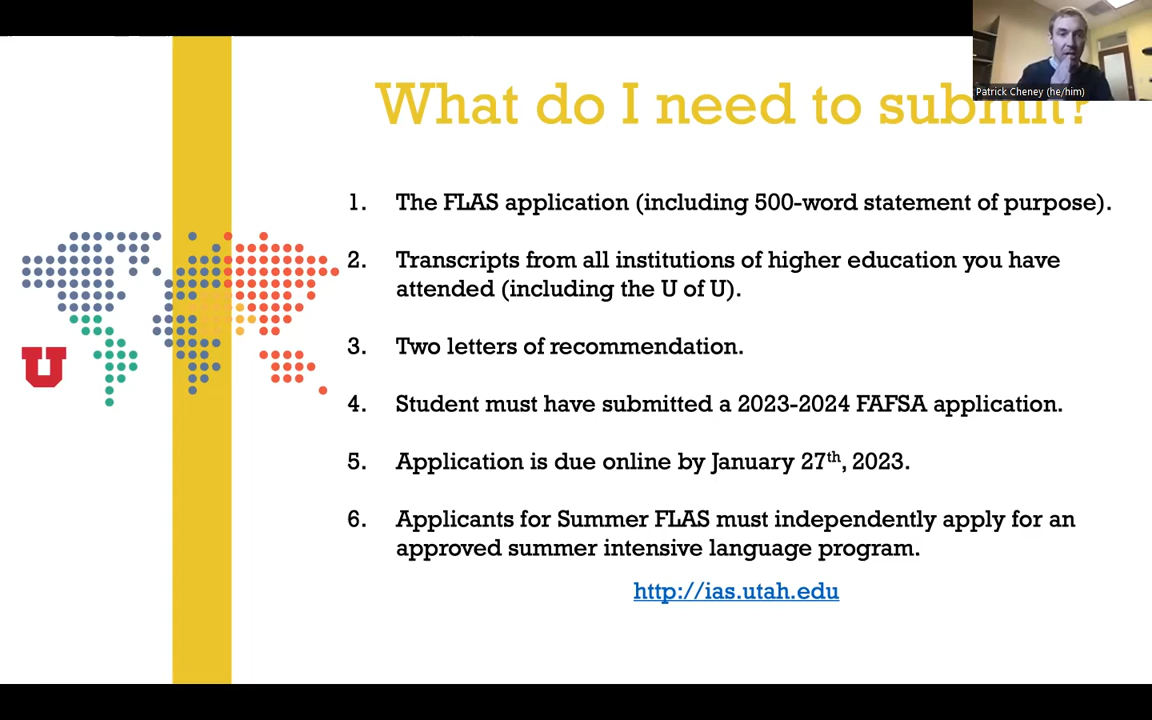 Patrick Cheney (he/him)
What do I need to submit?
1. The FLAS application (including 500-word statement of purpose).
2. Transcripts from all institutions of higher education you have
attended (including the U of U).
3. Two letters of recommendation.
4. Student must have submitted a 2023-2024 FAFSA application.
5. Application is due online by January 27th, 2023.
6. Applicants for Summer FLAS must independently apply for an
approved summer intensive language program.
http://ias.utah.edu
U